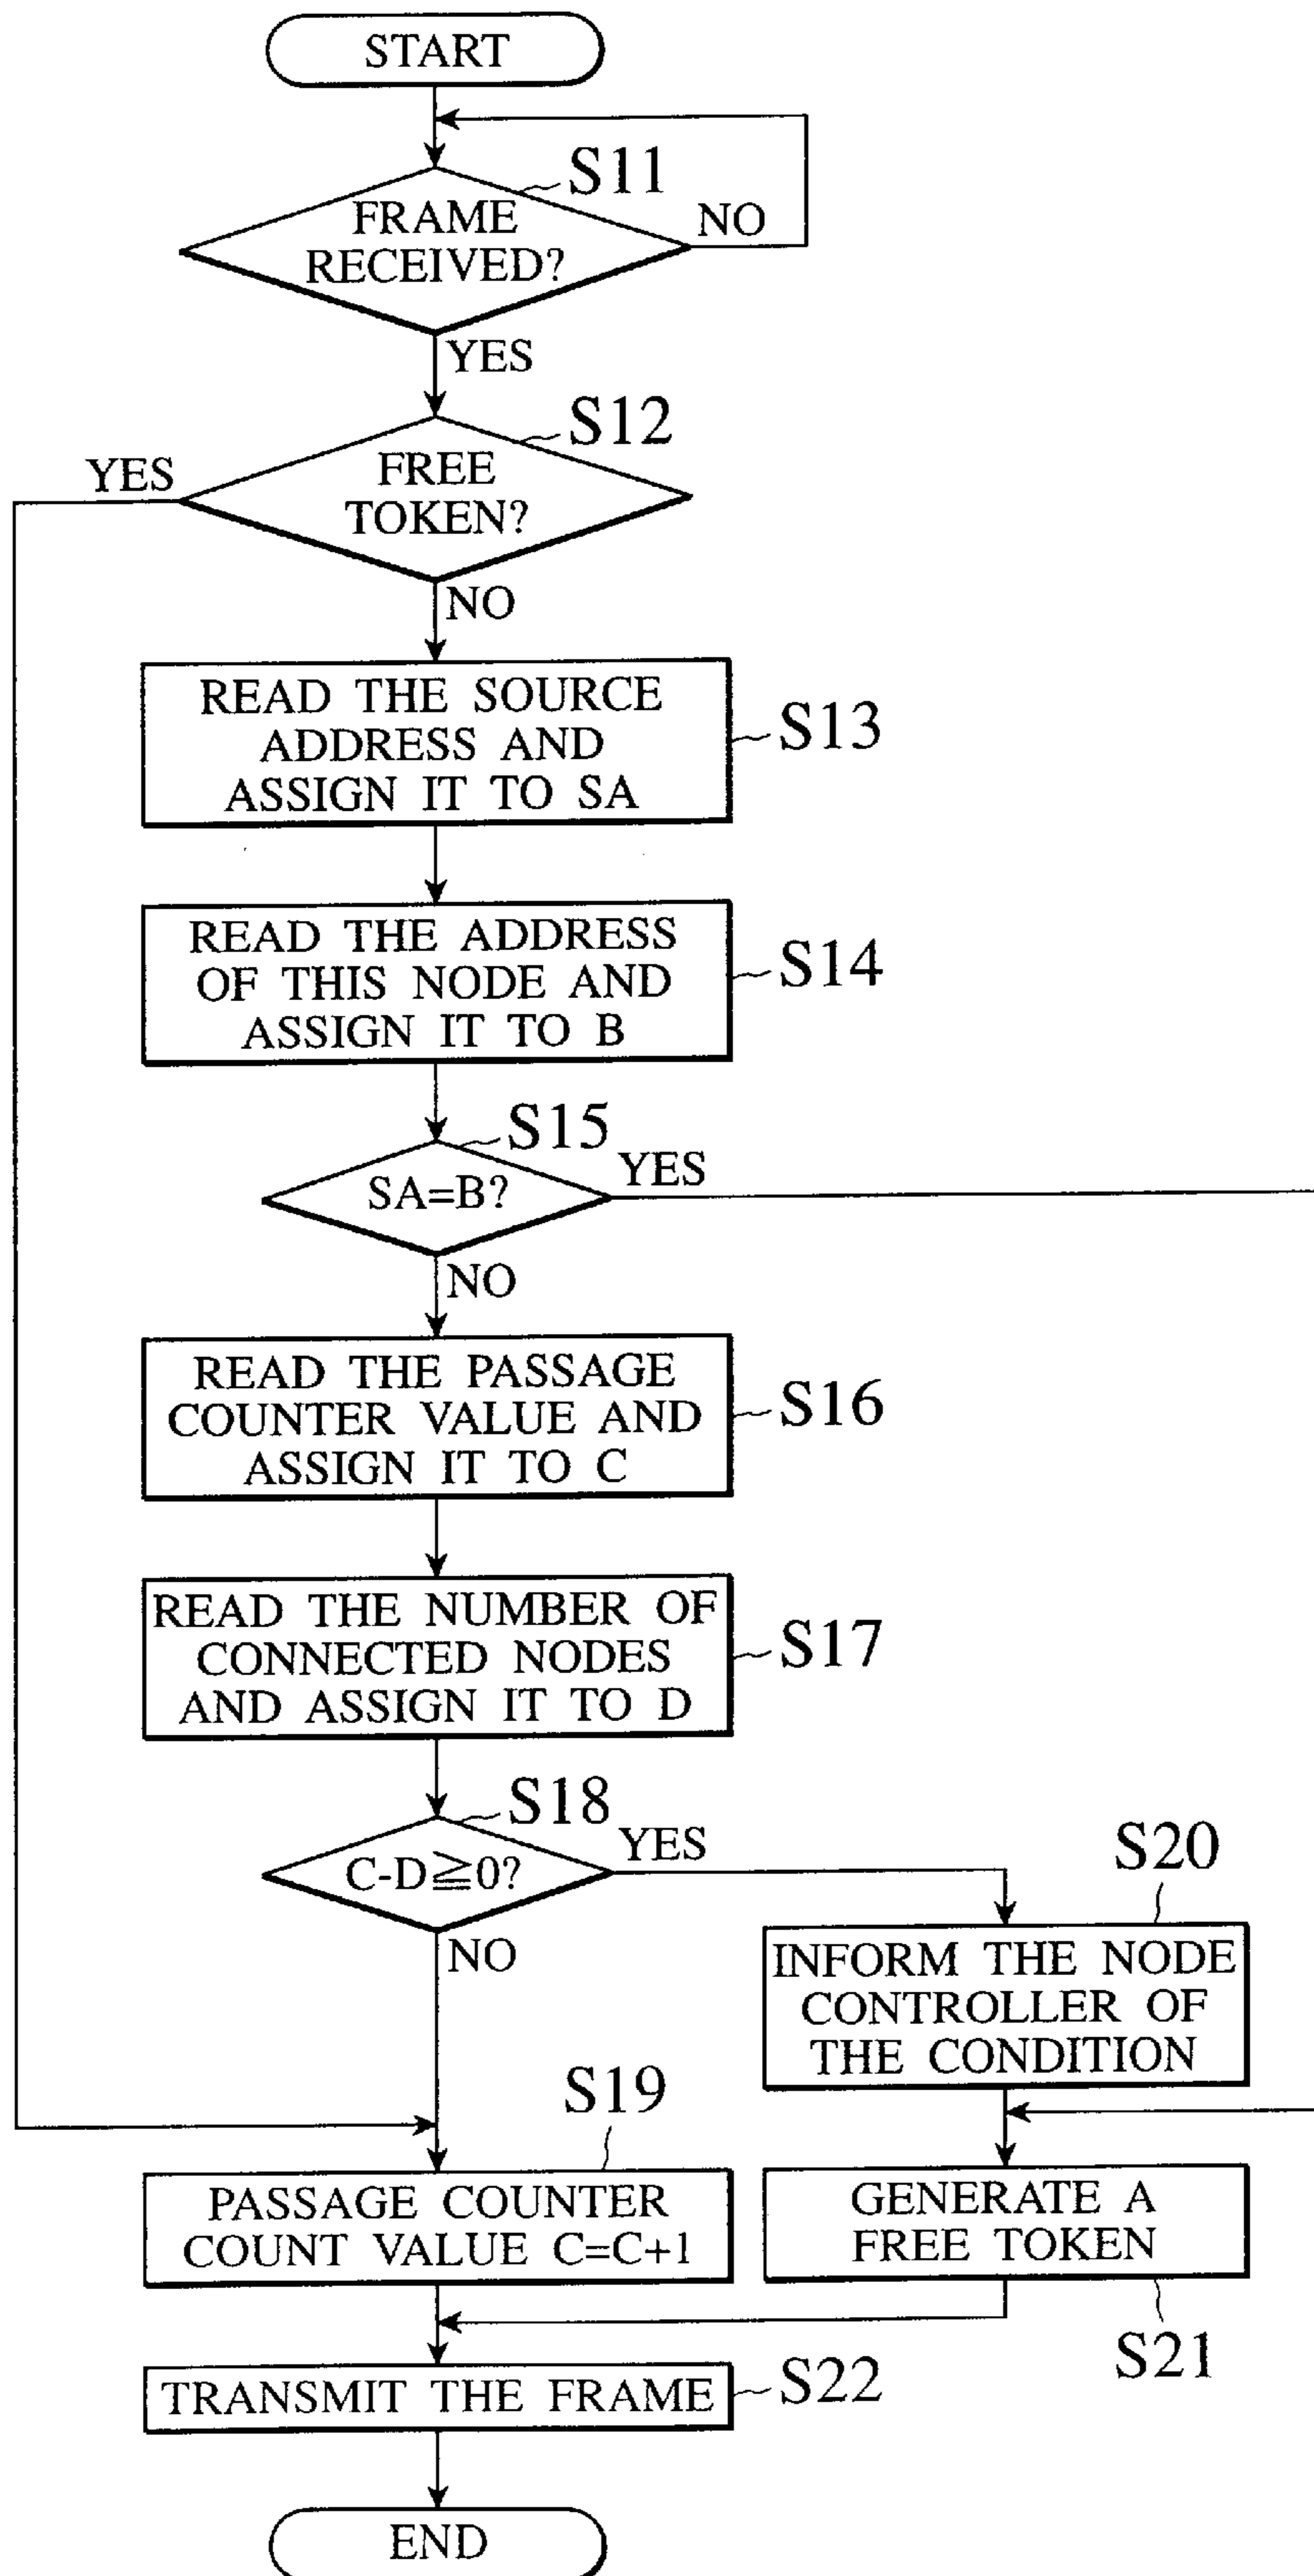 START
S11
FRAME
RECEIVED?
NO
YES
S12
YES
FREE
TOKEN?
NO
READ THE SOURCE
ADDRESS AND
ASSIGN IT TO SA
S13
READ THE ADDRESS
OF THIS NODE AND
ASSIGN IT TO B
S14
S15
SA=B?
YES
NO
READ THE PASSAGE
COUNTER VALUE AND
ASSIGN IT TO C
S16
READ THE NUMBER OF
CONNECTED NODES
AND ASSIGN IT TO D
S17
S18
C-D≧0?
YES
NO
S20
INFORM THE NODE
CONTROLLER OF
THE CONDITION
S19
PASSAGE COUNTER
COUNT VALUE C=C+1
GENERATE A
FREE TOKEN
S21
TRANSMIT THE FRAME
S22
END